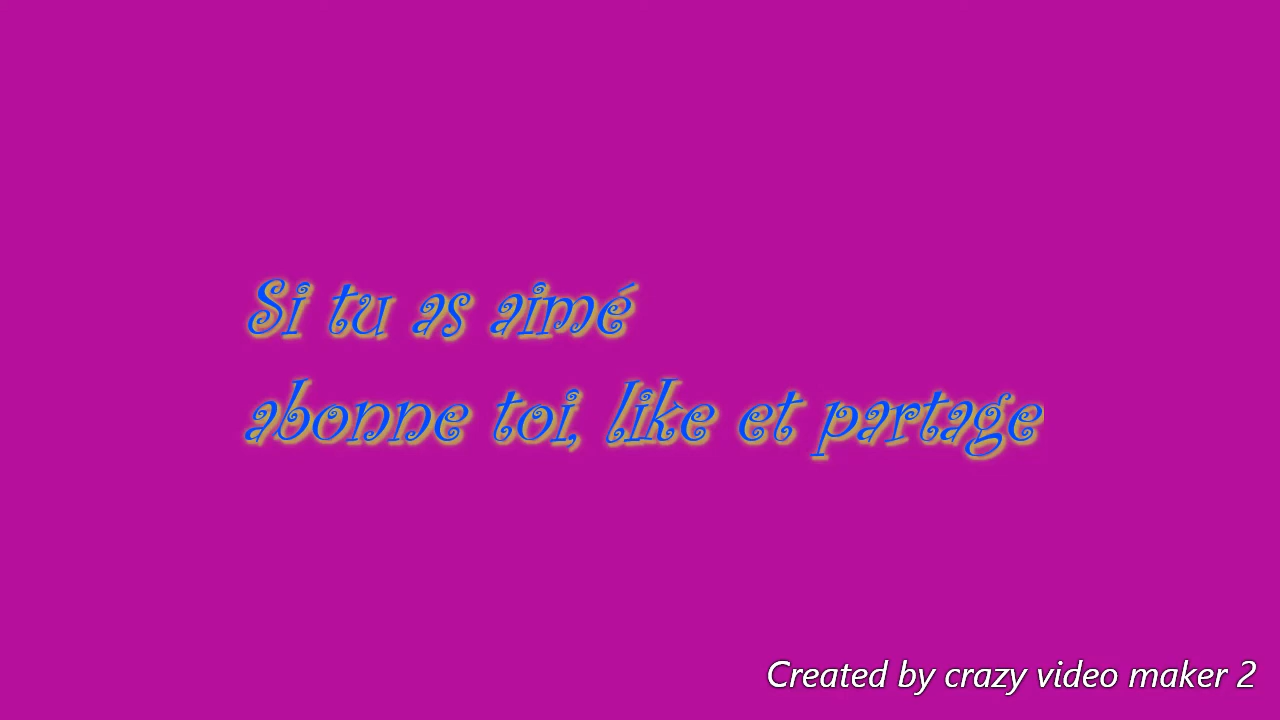 Si tu as aimé
abonne toi, like et partage
Created by crazy video maker 2